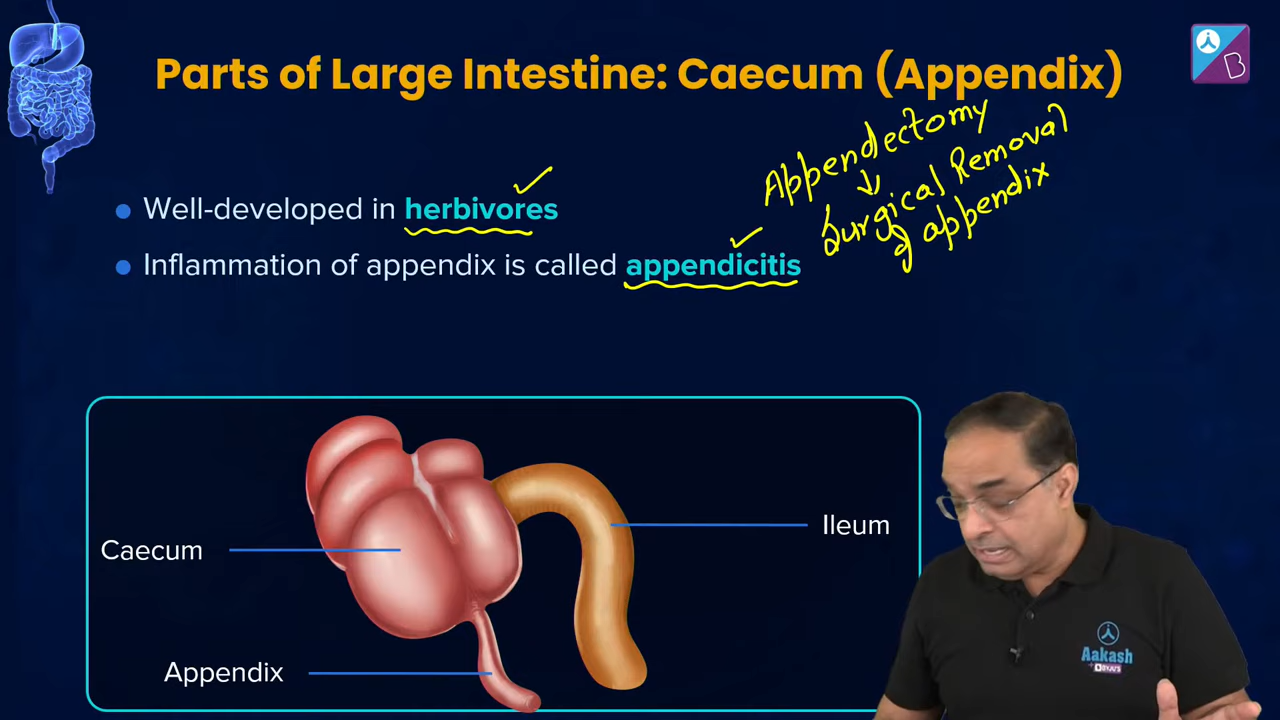 Parts of Large Intestine: Caecum (Appendix)
B
Appendectomy
Surgical Removal
of appendix
Well-developed in herbivores
Inflammation of appendix is called appendicitis
Caecum
Ileum
Appendix
Aakash
+ BYJU'S